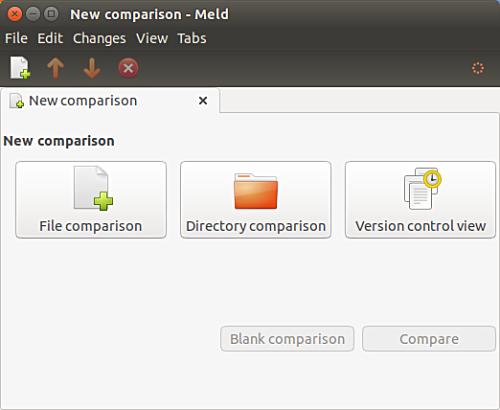 New comparison - Meld
File Edit Changes View Tabs
New comparison
New comparison
File comparison Directory comparison Version control view
Blank comparison Compare